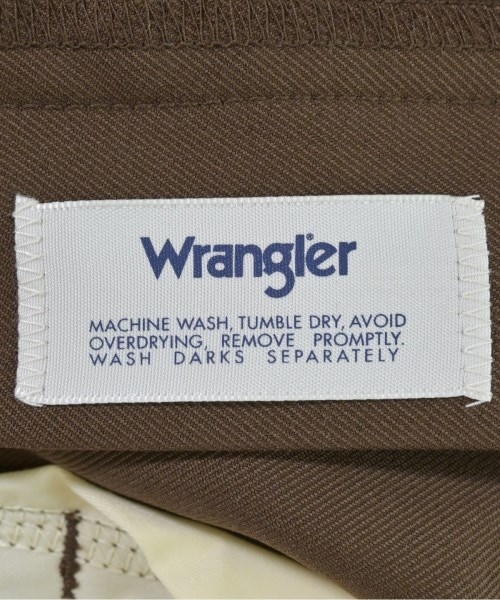 Wrangler
MACHINE WASH, TUMBLE DRY, AVOID
OVERDRYING, REMOVE PROMPTLY.
WASH DARKS SEPARATELY